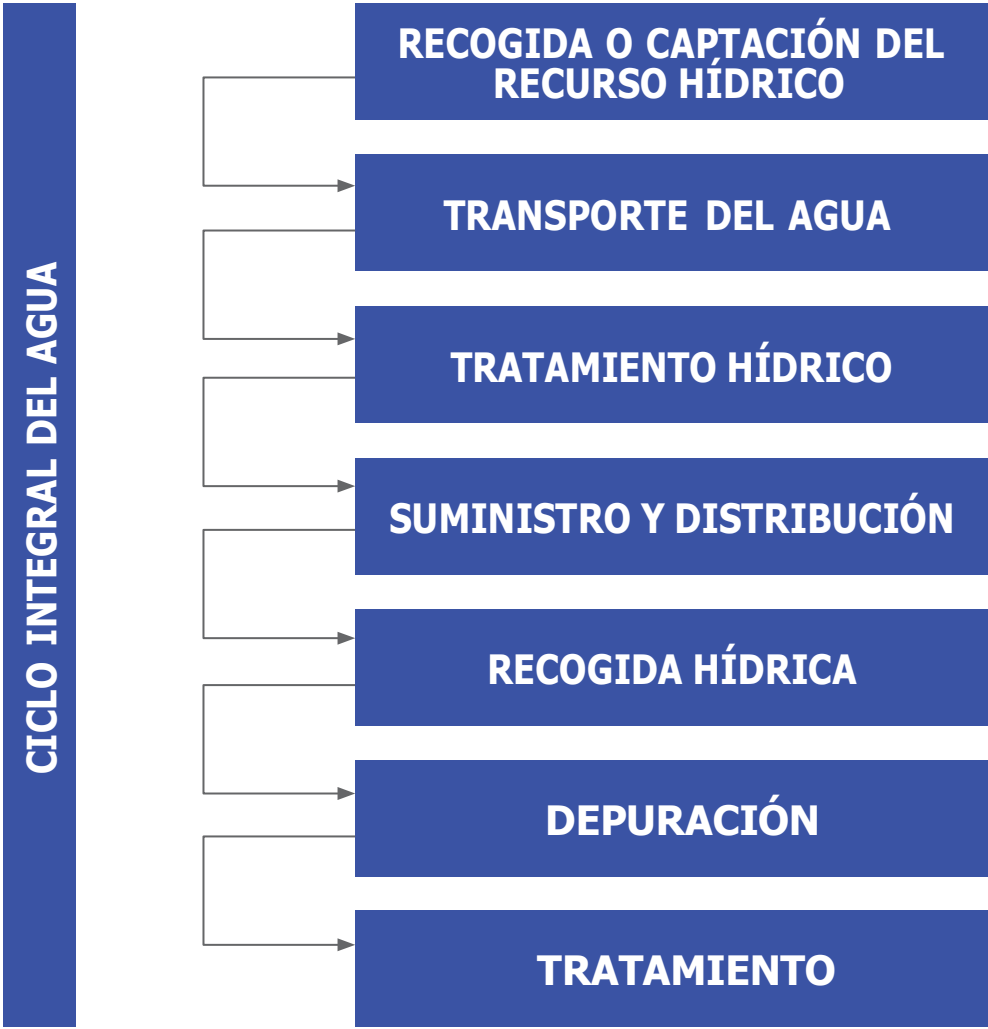 CICLO INTEGRAL DEL AGUA
RECOGIDA O CAPTACIÓN DEL
RECURSO HÍDRICO
TRANSPORTE DEL AGUA
TRATAMIENTO HÍDRICO
SUMINISTRO Y DISTRIBUCIÓN
RECOGIDA HÍDRICA
DEPURACIÓN
TRATAMIENTO